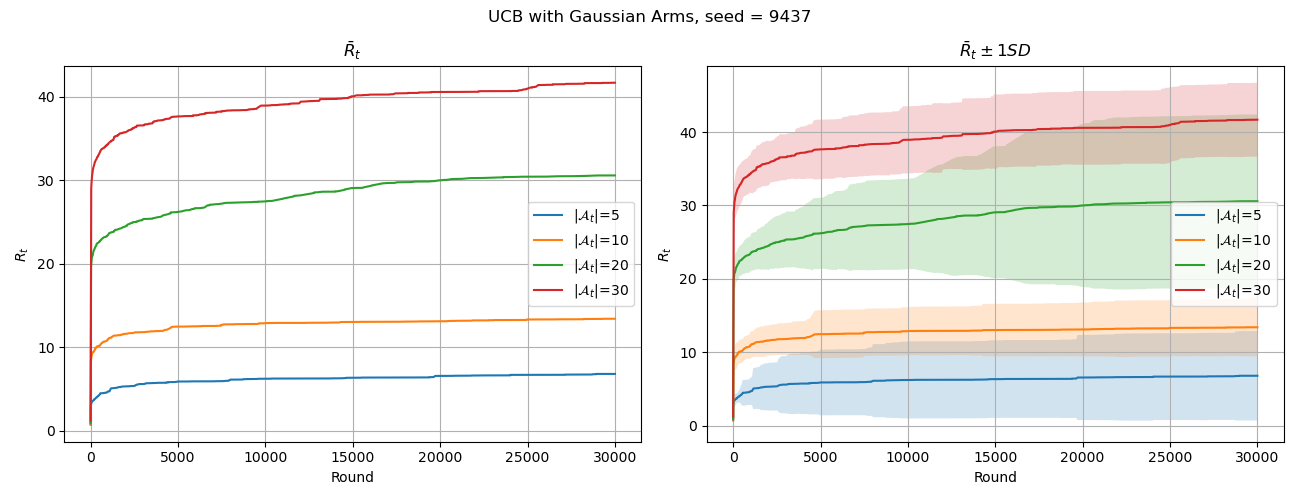 UCB with Gaussian Arms, seed = 9437
R̄ₜ
40
30
20
10
0
Rₜ
0 5000 10000 15000 20000 25000 30000
Round
|𝒜ₜ|=5
|𝒜ₜ|=10
|𝒜ₜ|=20
|𝒜ₜ|=30
R̄ₜ ± 1SD
40
30
20
10
0
Rₜ
0 5000 10000 15000 20000 25000 30000
Round
|𝒜ₜ|=5
|𝒜ₜ|=10
|𝒜ₜ|=20
|𝒜ₜ|=30